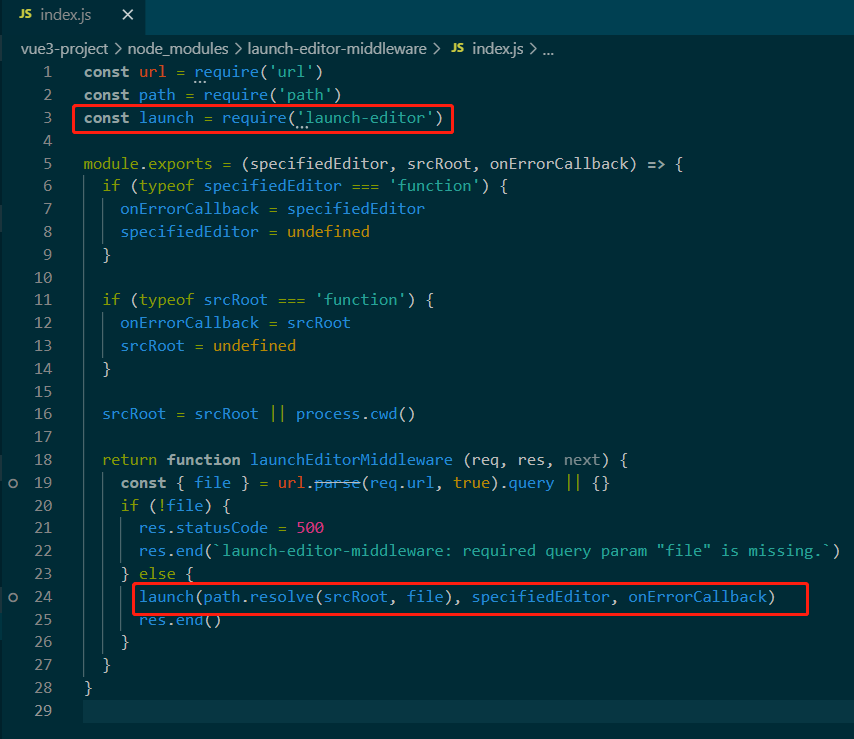 JS index.js ×
vue3-project > node_modules > launch-editor-middleware > JS index.js > ...
1 const url = require('url')
2 const path = require('path')
3 const launch = require('launch-editor')
4
5 module.exports = (specifiedEditor, srcRoot, onErrorCallback) => {
6   if (typeof specifiedEditor === 'function') {
7     onErrorCallback = specifiedEditor
8     specifiedEditor = undefined
9   }
10
11   if (typeof srcRoot === 'function') {
12     onErrorCallback = srcRoot
13     srcRoot = undefined
14   }
15
16   srcRoot = srcRoot || process.cwd()
17
18   return function launchEditorMiddleware (req, res, next) {
19     const { file } = url.parse(req.url, true).query || {}
20     if (!file) {
21       res.statusCode = 500
22       res.end(`launch-editor-middleware: required query param "file" is missing.`)
23     } else {
24       launch(path.resolve(srcRoot, file), specifiedEditor, onErrorCallback)
25       res.end()
26     }
27   }
28 }
29